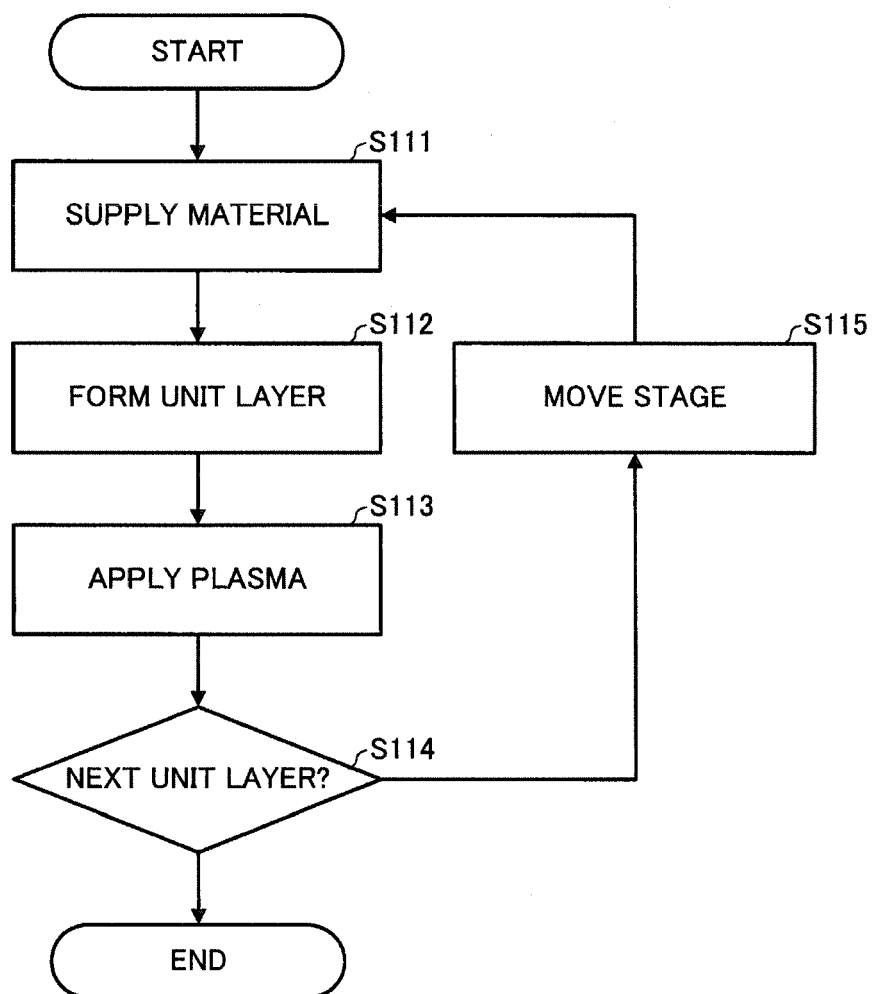 START
S111
SUPPLY MATERIAL
S112
FORM UNIT LAYER
S115
MOVE STAGE
S113
APPLY PLASMA
S114
NEXT UNIT LAYER?
END